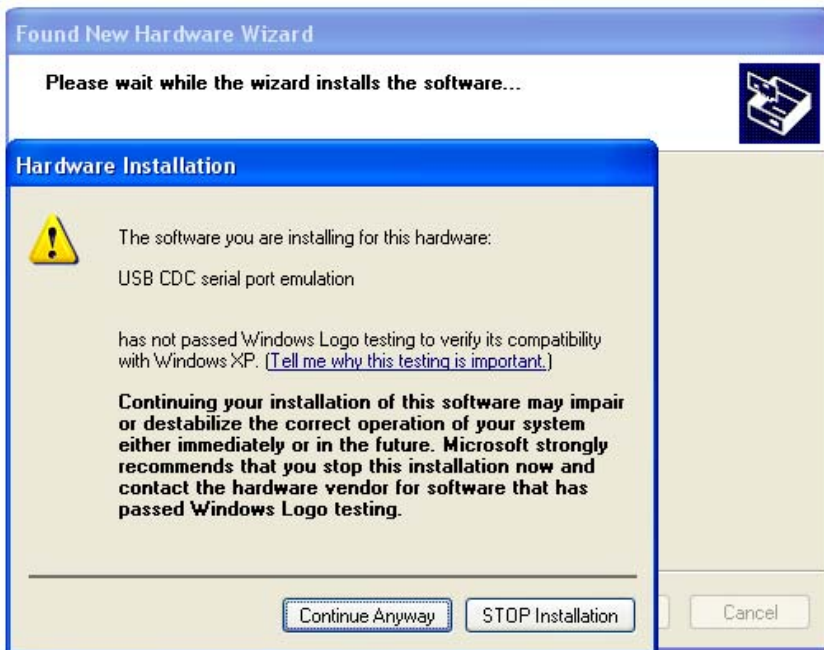 Found New Hardware Wizard
Please wait while the wizard installs the software...
Hardware Installation
The software you are installing for this hardware:
USB CDC serial port emulation
has not passed Windows Logo testing to verify its compatibility
with Windows XP. (Tell me why this testing is important.)
Continuing your installation of this software may impair
or destabilize the correct operation of your system
either immediately or in the future. Microsoft strongly
recommends that you stop this installation now and
contact the hardware vendor for software that has
passed Windows Logo testing.
Continue Anyway STOP Installation Cancel